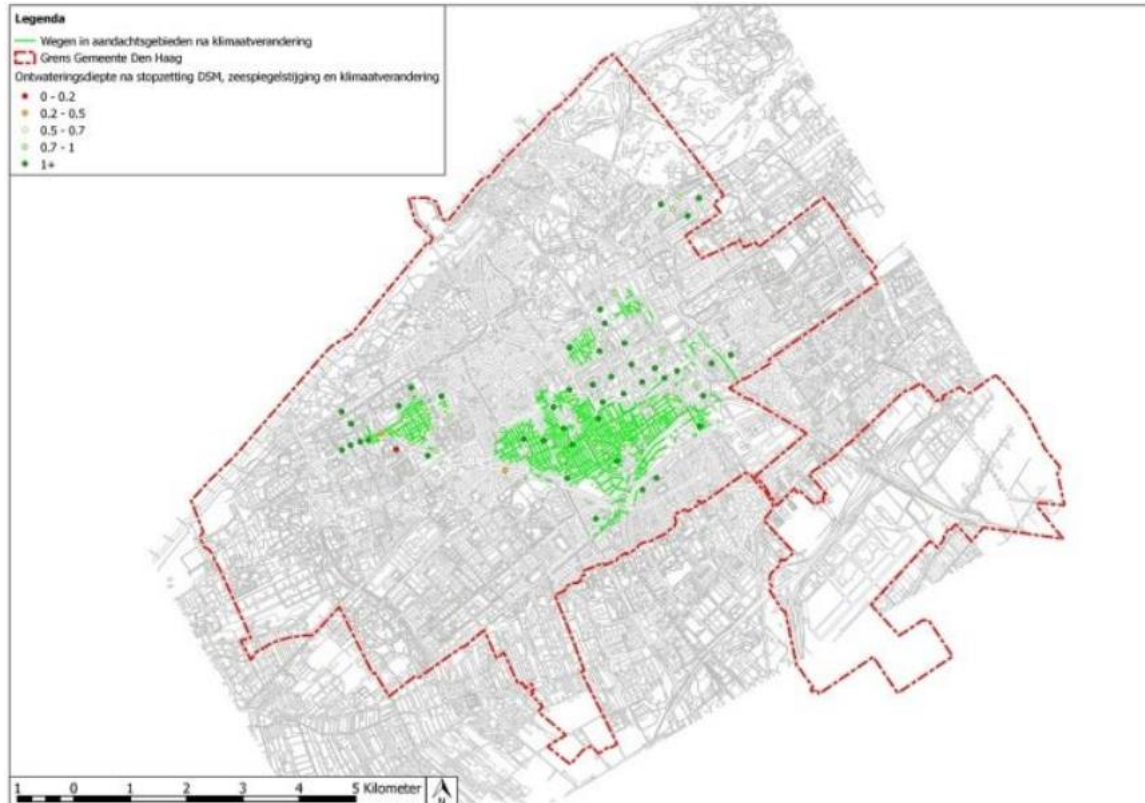 Legenda
Wegen in aandachtsgebieden na klimaatverandering
Grens Gemeente Den Haag
Ontwateringsdiepte na stopzetting DSM, zeespiegelstijging en klimaatverandering
0 - 0.2
0.2 - 0.5
0.5 - 0.7
0.7 - 1
1+
1 0 1 2 3 4 5 Kilometer
N